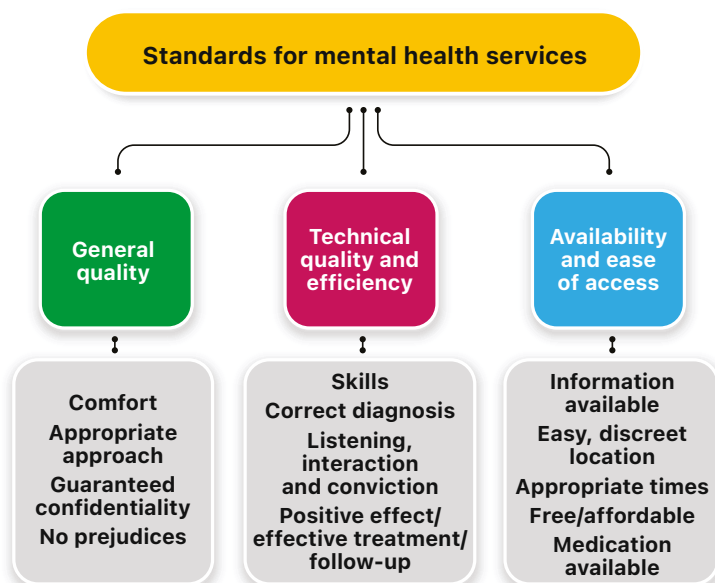 Standards for mental health services
General
quality
Technical
quality and
efficiency
Availability
and ease
of access
Comfort
Appropriate
approach
Guaranteed
confidentiality
No prejudices
Skills
Correct diagnosis
Listening,
interaction
and conviction
Positive effect/
effective treatment/
follow-up
Information
available
Easy, discreet
location
Appropriate times
Free/affordable
Medication
available